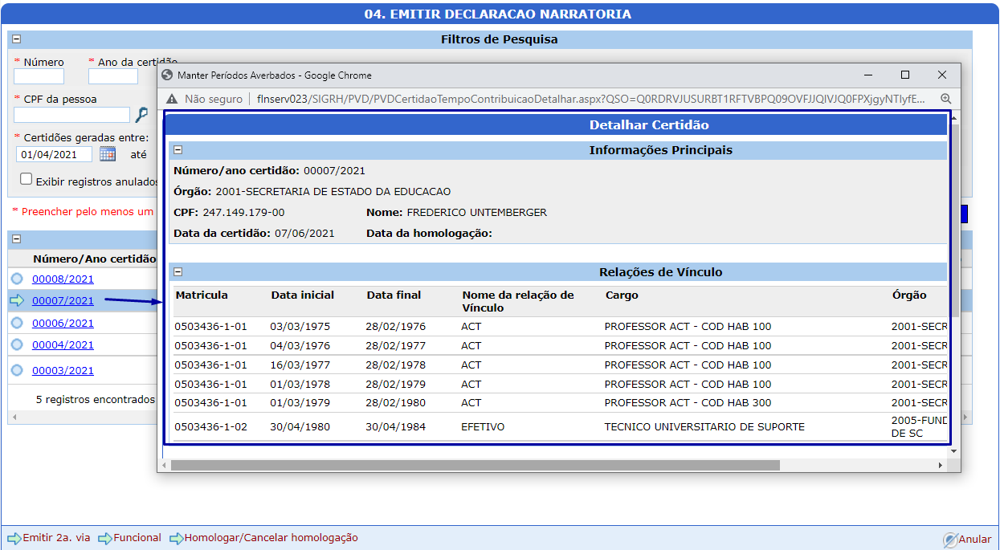 04. EMITIR DECLARACAO NARRATORIA
Filtros de Pesquisa
* Número * Ano da certidão
* CPF da pessoa
* Certidões geradas entre:
01/04/2021 até
Exibir registros anulados
* Preencher pelo menos um
Número/Ano certidão
00008/2021
00007/2021
00006/2021
00004/2021
00003/2021
5 registros encontrados
Manter Períodos Averbados - Google Chrome
Não seguro | flnserv023/SIGRH/PVD/PVDCertidaoTempoContribuicaoDetalhar.aspx?QSO=Q0RDRVJUSURBT1RFTVBPQ09OVFJJQlVJQ0FPXjgyNTIyfE...
Detalhar Certidão
Informações Principais
Número/ano certidão: 00007/2021
Órgão: 2001-SECRETARIA DE ESTADO DA EDUCACAO
CPF: 247.149.179-00 Nome: FREDERICO UNTEMBERGER
Data da certidão: 07/06/2021 Data da homologação:
Relações de Vínculo
Matricula Data inicial Data final Nome da relação de Vínculo Cargo Órgão
0503436-1-01 03/03/1975 28/02/1976 ACT PROFESSOR ACT - COD HAB 100 2001-SECR
0503436-1-01 04/03/1976 28/02/1977 ACT PROFESSOR ACT - COD HAB 100 2001-SECR
0503436-1-01 16/03/1977 28/02/1978 ACT PROFESSOR ACT - COD HAB 100 2001-SECR
0503436-1-01 01/03/1978 28/02/1979 ACT PROFESSOR ACT - COD HAB 100 2001-SECR
0503436-1-01 01/03/1979 28/02/1980 ACT PROFESSOR ACT - COD HAB 300 2001-SECR
0503436-1-02 30/04/1980 30/04/1984 EFETIVO TECNICO UNIVERSITARIO DE SUPORTE 2005-FUND
DE SC
Emitir 2a. via Funcional Homologar/Cancelar homologação Anular